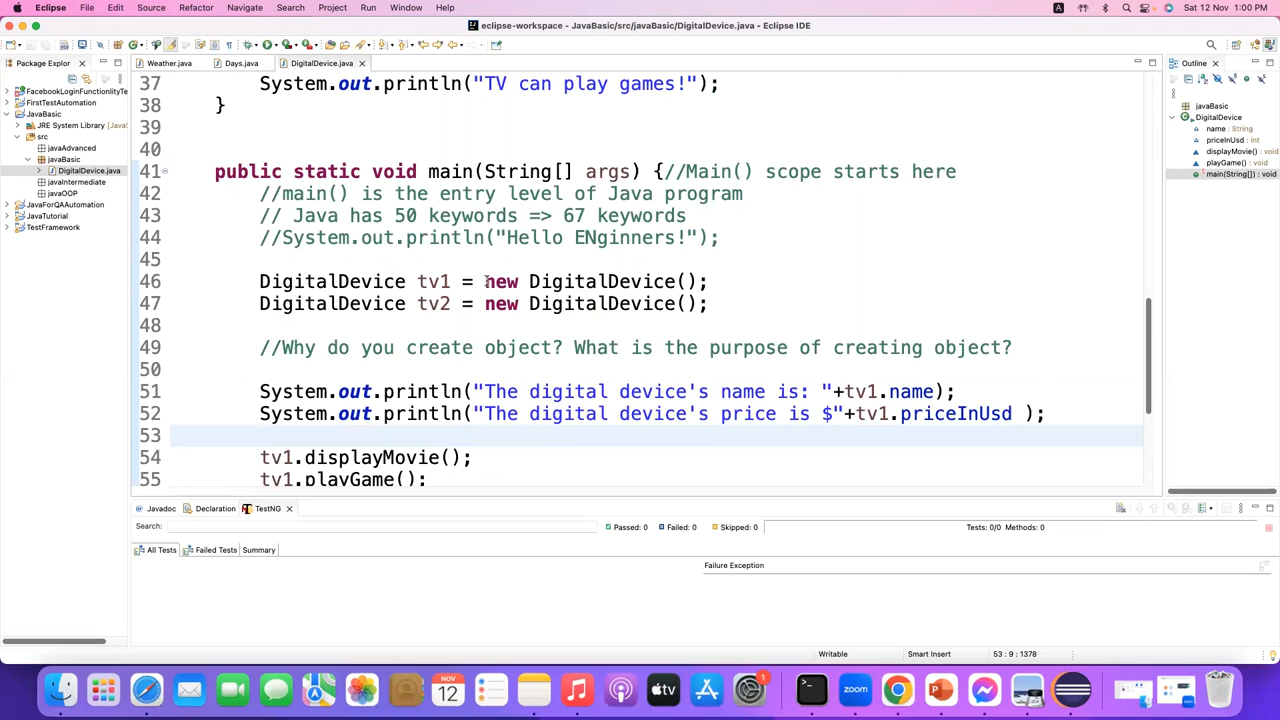 Eclipse File Edit Source Refactor Navigate Search Project Run Window Help Sat 12 Nov 1:00 PM
eclipse-workspace - JavaBasic/src/javaBasic/DigitalDevice.java - Eclipse IDE
Package Explorer
FacebookLoginFunctionlityTe
FirstTestAutomation
JavaBasic
JRE System Library [JavaS
src
javaAdvanced
javaBasic
DigitalDevice.java
javaIntermediate
javaOOP
JavaForQAAutomation
JavaTutorial
TestFramework
Weather.java Days.java DigitalDevice.java
37 System.out.println("TV can play games!");
38 }
39
40
41 public static void main(String[] args) {//Main() scope starts here
42 //main() is the entry level of Java program
43 // Java has 50 keywords => 67 keywords
44 //System.out.println("Hello ENginners!");
45
46 DigitalDevice tv1 = new DigitalDevice();
47 DigitalDevice tv2 = new DigitalDevice();
48
49 //Why do you create object? What is the purpose of creating object?
50
51 System.out.println("The digital device's name is: "+tv1.name);
52 System.out.println("The digital device's price is $"+tv1.priceInUsd );
53
54 tv1.displayMovie();
55 tv1.playGame();
Outline
javaBasic
DigitalDevice
name : String
priceInUsd : double
displayMovie() : void
playGame() : void
main(String[]) : void
Javadoc Declaration TestNG
Search: Passed: 0 Failed: 0 Skipped: 0 Tests: 0/0 Methods: 0
All Tests Failed Tests Summary
Failure Exception
Writable Smart Insert 53 : 9 : 1378
NOV
12
tv
1
zoom